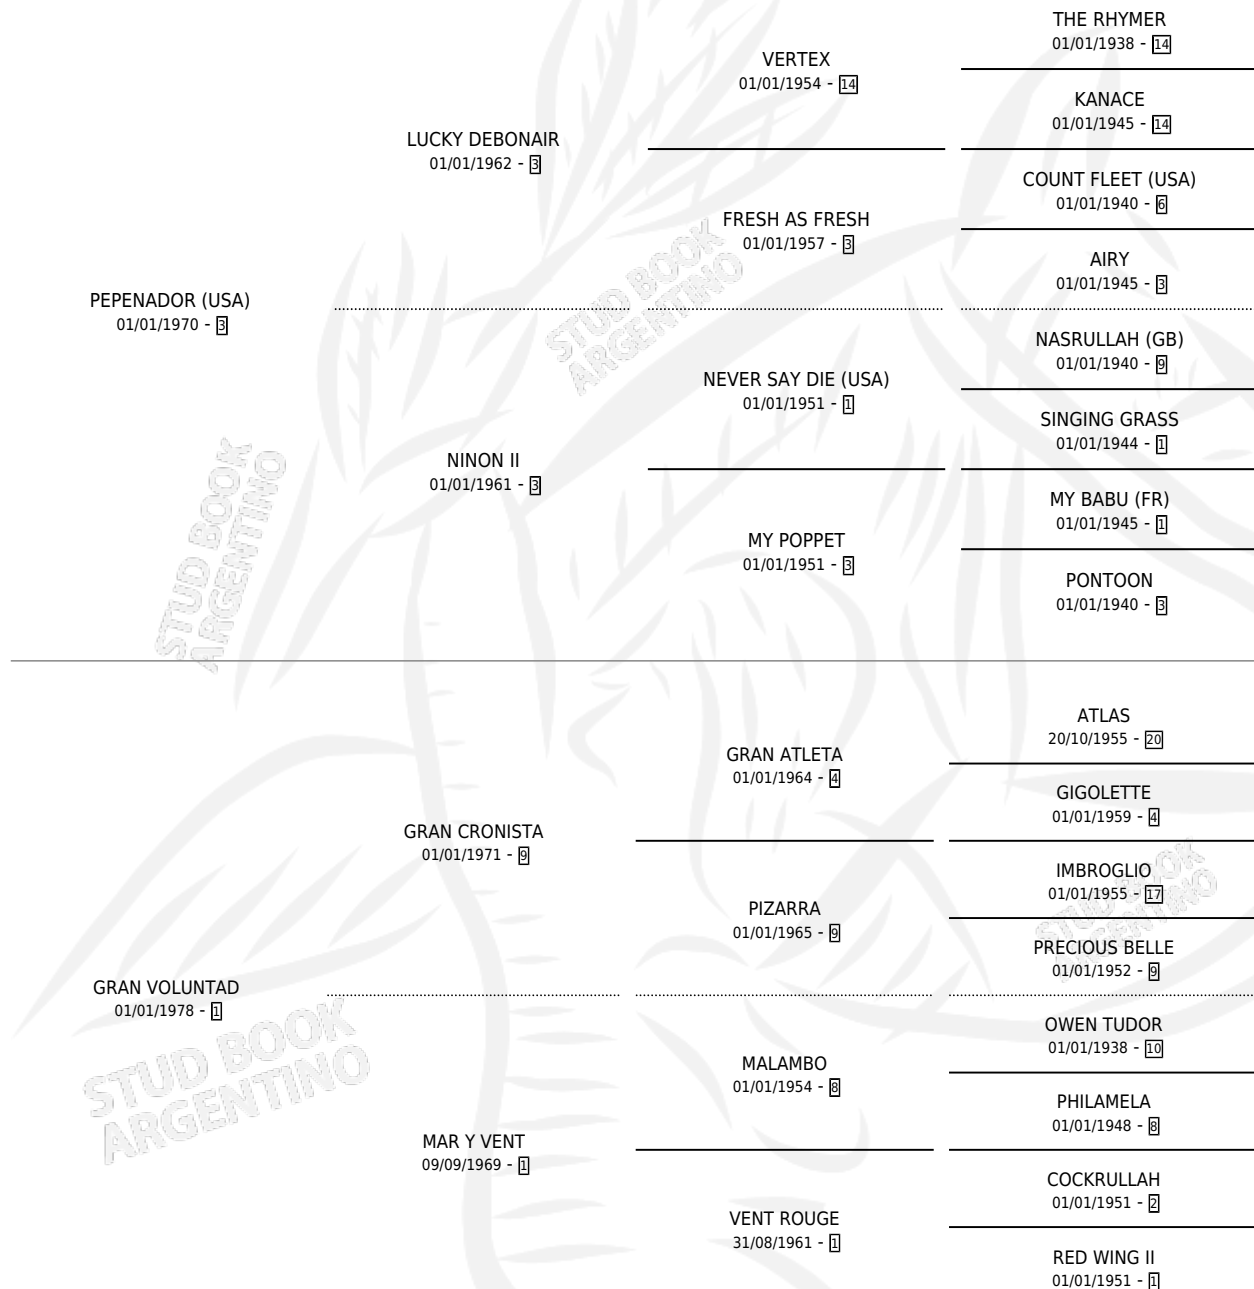 THE RHYMER
01/01/1938 - 14
VERTEX
01/01/1954 - 14
KANACE
01/01/1945 - 14
LUCKY DEBONAIR
01/01/1962 - 3
COUNT FLEET (USA)
01/01/1940 - 6
FRESH AS FRESH
01/01/1957 - 3
AIRY
01/01/1945 - 3
PEPENADOR (USA)
01/01/1970 - 3
NASRULLAH (GB)
01/01/1940 - 9
NEVER SAY DIE (USA)
01/01/1951 - 1
SINGING GRASS
01/01/1944 - 1
NINON II
01/01/1961 - 3
MY BABU (FR)
01/01/1945 - 1
MY POPPET
01/01/1951 - 3
PONTOON
01/01/1940 - 3
ATLAS
20/10/1955 - 20
GRAN ATLETA
01/01/1964 - 4
GIGOLETTE
01/01/1959 - 4
GRAN CRONISTA
01/01/1971 - 9
IMBROGLIO
01/01/1955 - 17
PIZARRA
01/01/1965 - 9
PRECIOUS BELLE
01/01/1952 - 9
GRAN VOLUNTAD
01/01/1978 - 1
OWEN TUDOR
01/01/1938 - 10
MALAMBO
01/01/1954 - 8
PHILAMELA
01/01/1948 - 8
MAR Y VENT
09/09/1969 - 1
COCKRULLAH
01/01/1951 - 2
VENT ROUGE
31/08/1961 - 1
RED WING II
01/01/1951 - 1
STUD BOOK
ARGENTINO
STUD BOOK
ARGENTINO
STUD BOOK
ARGENTINO
STUD BOOK
ARGENTINO